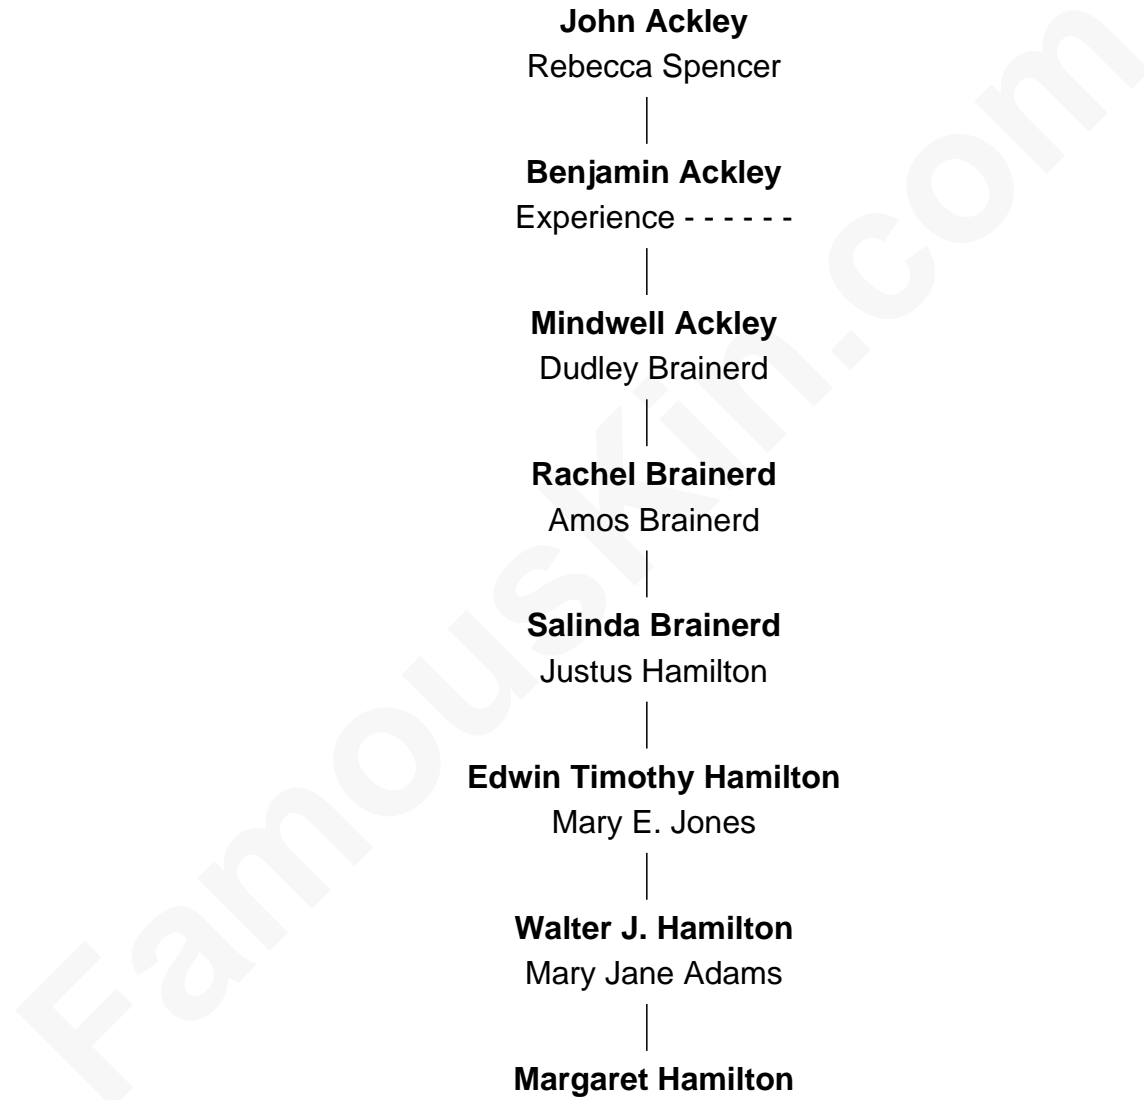 John Ackley
Rebecca Spencer
Benjamin Ackley
Experience - - - - - -
Mindwell Ackley
Dudley Brainerd
Rachel Brainerd
Amos Brainerd
Salinda Brainerd
Justus Hamilton
Edwin Timothy Hamilton
Mary E. Jones
Walter J. Hamilton
Mary Jane Adams
Margaret Hamilton
FamousKin.com